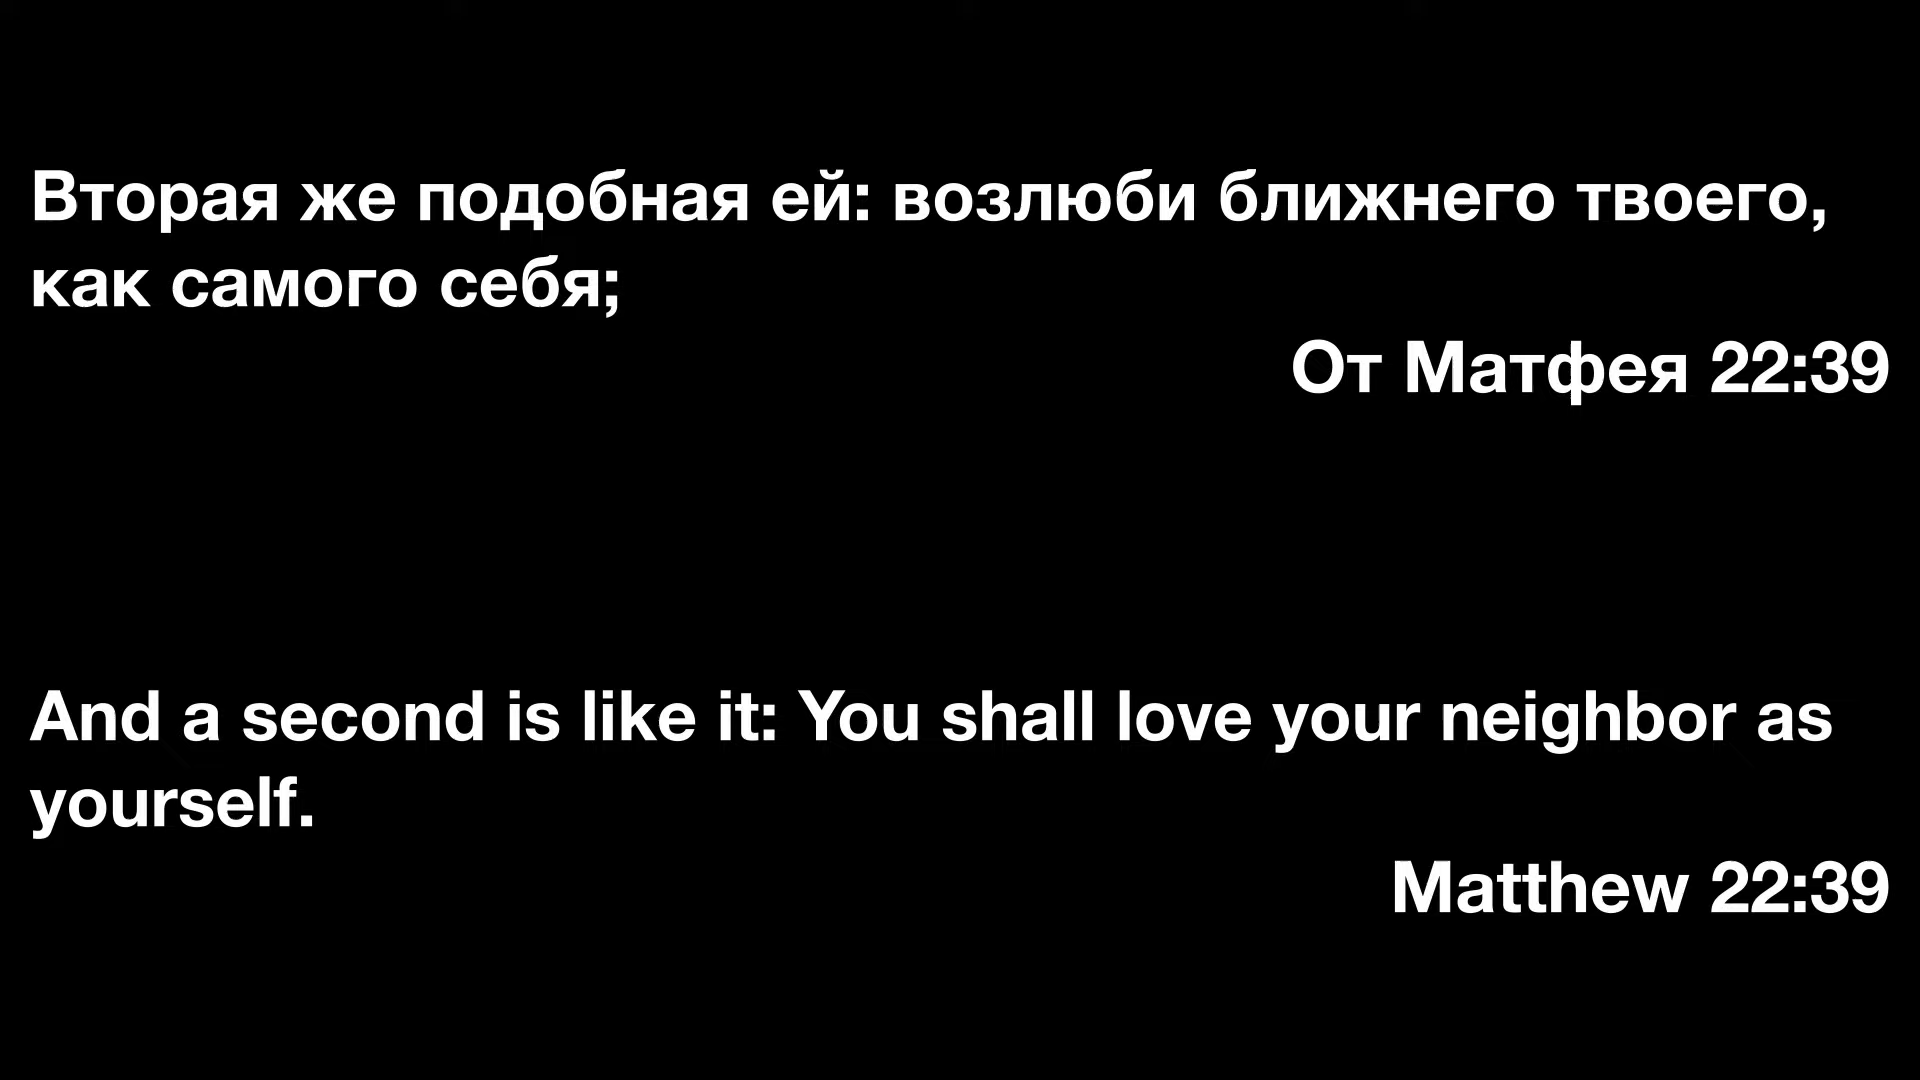 Вторая же подобная ей: возлюби ближнего твоего,
как самого себя;
От Матфея 22:39
And a second is like it: You shall love your neighbor as
yourself.
Matthew 22:39